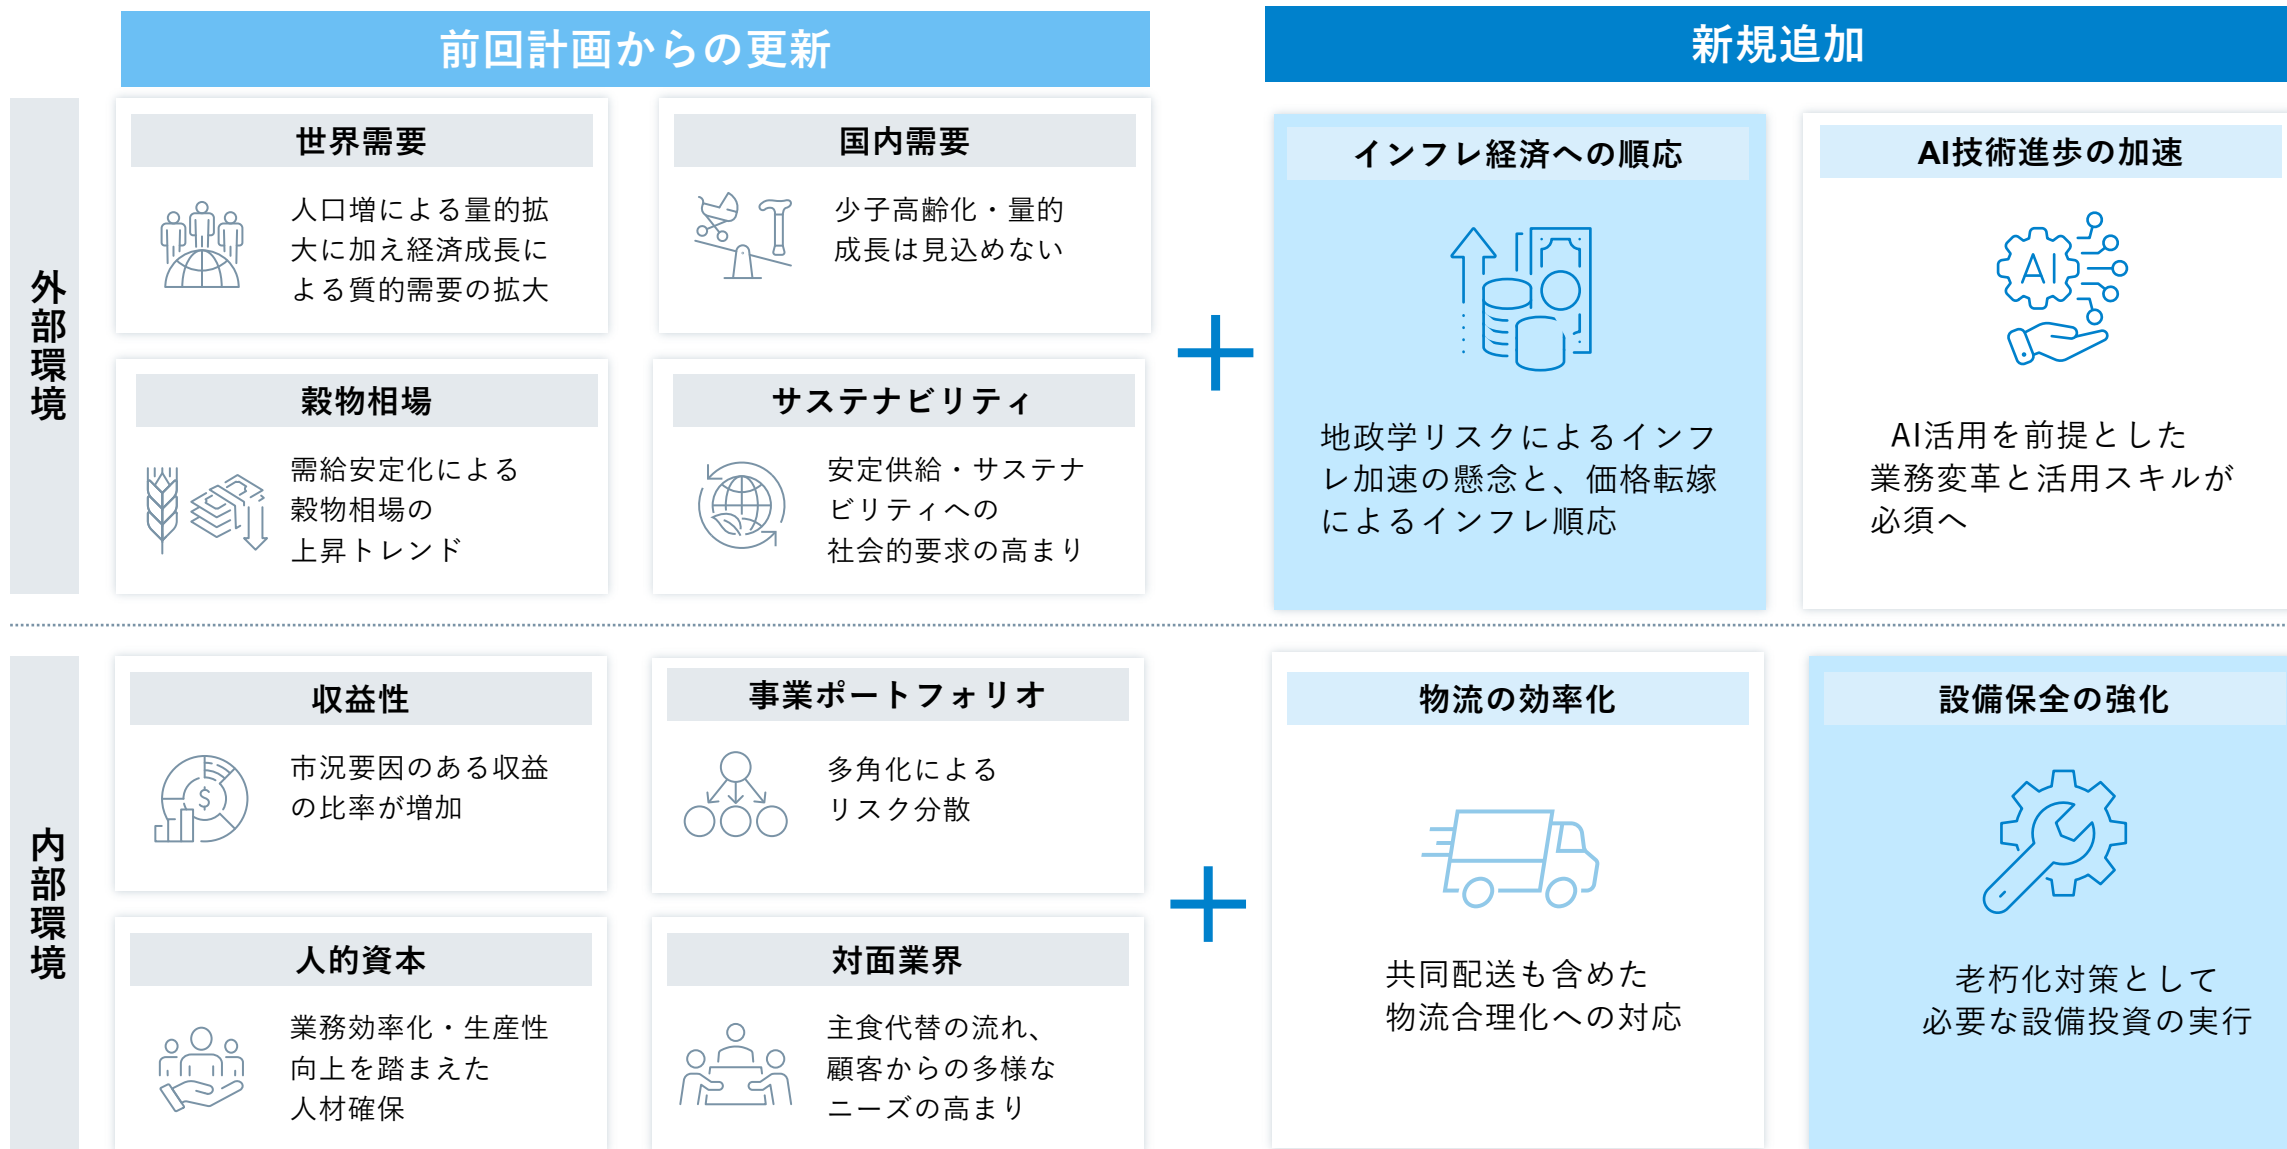 前回計画からの更新
新規追加
外部環境
世界需要
人口増による量的拡
大に加え経済成長に
よる質的需要の拡大
国内需要
少子高齢化・量的
成長は見込めない
穀物相場
需給安定化による
穀物相場の
上昇トレンド
サステナビリティ
安定供給・サステナ
ビリティへの
社会的要求の高まり
インフレ経済への順応
地政学リスクによるインフ
レ加速の懸念と、価格転嫁
によるインフレ順応
AI技術進歩の加速
AI
AI活用を前提とした
業務変革と活用スキルが
必須へ
内部環境
収益性
$
市況要因のある収益
の比率が増加
事業ポートフォリオ
多角化による
リスク分散
人的資本
業務効率化・生産性
向上を踏まえた
人材確保
対面業界
主食代替の流れ、
顧客からの多様な
ニーズの高まり
物流の効率化
共同配送も含めた
物流合理化への対応
設備保全の強化
老朽化対策として
必要な設備投資の実行